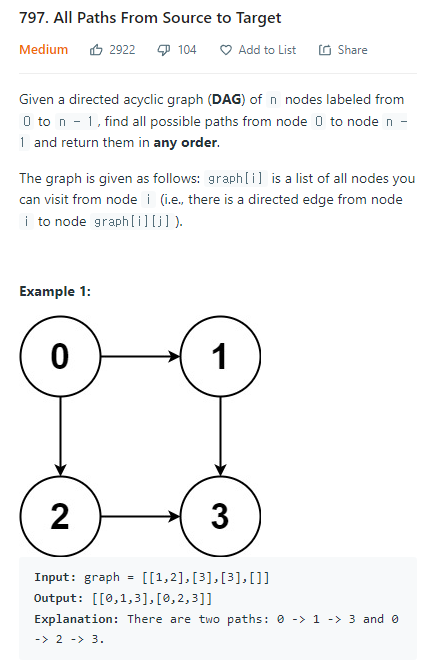 797. All Paths From Source to Target
Medium 2922 104 Add to List Share
Given a directed acyclic graph (DAG) of n nodes labeled from
0 to n - 1, find all possible paths from node 0 to node n -
1 and return them in any order.
The graph is given as follows: graph[i] is a list of all nodes you
can visit from node i (i.e., there is a directed edge from node
i to node graph[i][j]).
Example 1:
0 1
2 3
Input: graph = [[1,2],[3],[3],[]]
Output: [[0,1,3],[0,2,3]]
Explanation: There are two paths: 0 -> 1 -> 3 and 0
-> 2 -> 3.